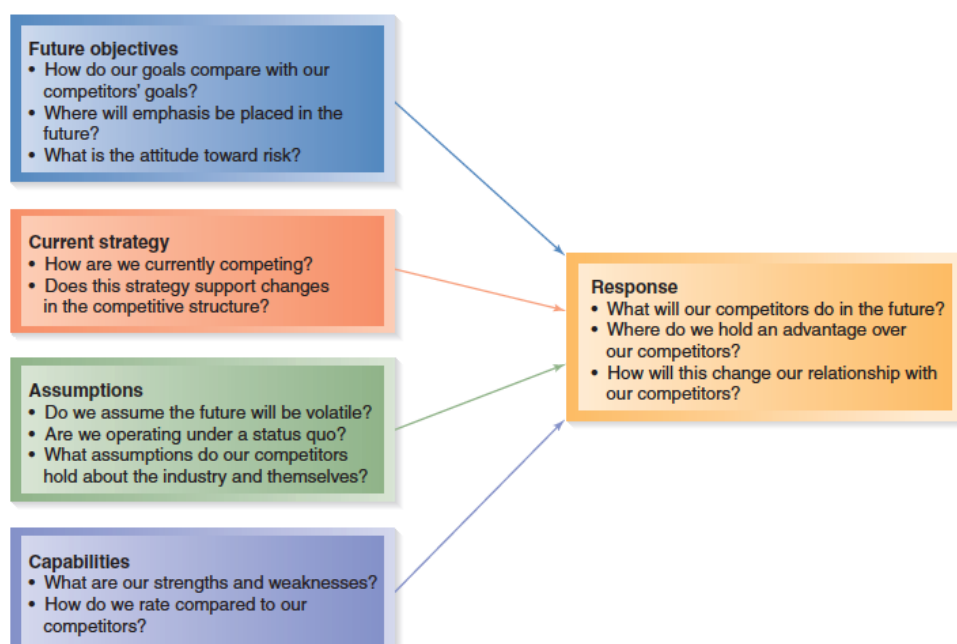 Future objectives
• How do our goals compare with our
competitors’ goals?
• Where will emphasis be placed in the
future?
• What is the attitude toward risk?
Current strategy
• How are we currently competing?
• Does this strategy support changes
in the competitive structure?
Assumptions
• Do we assume the future will be volatile?
• Are we operating under a status quo?
• What assumptions do our competitors
hold about the industry and themselves?
Capabilities
• What are our strengths and weaknesses?
• How do we rate compared to our
competitors?
Response
• What will our competitors do in the future?
• Where do we hold an advantage over
our competitors?
• How will this change our relationship with
our competitors?